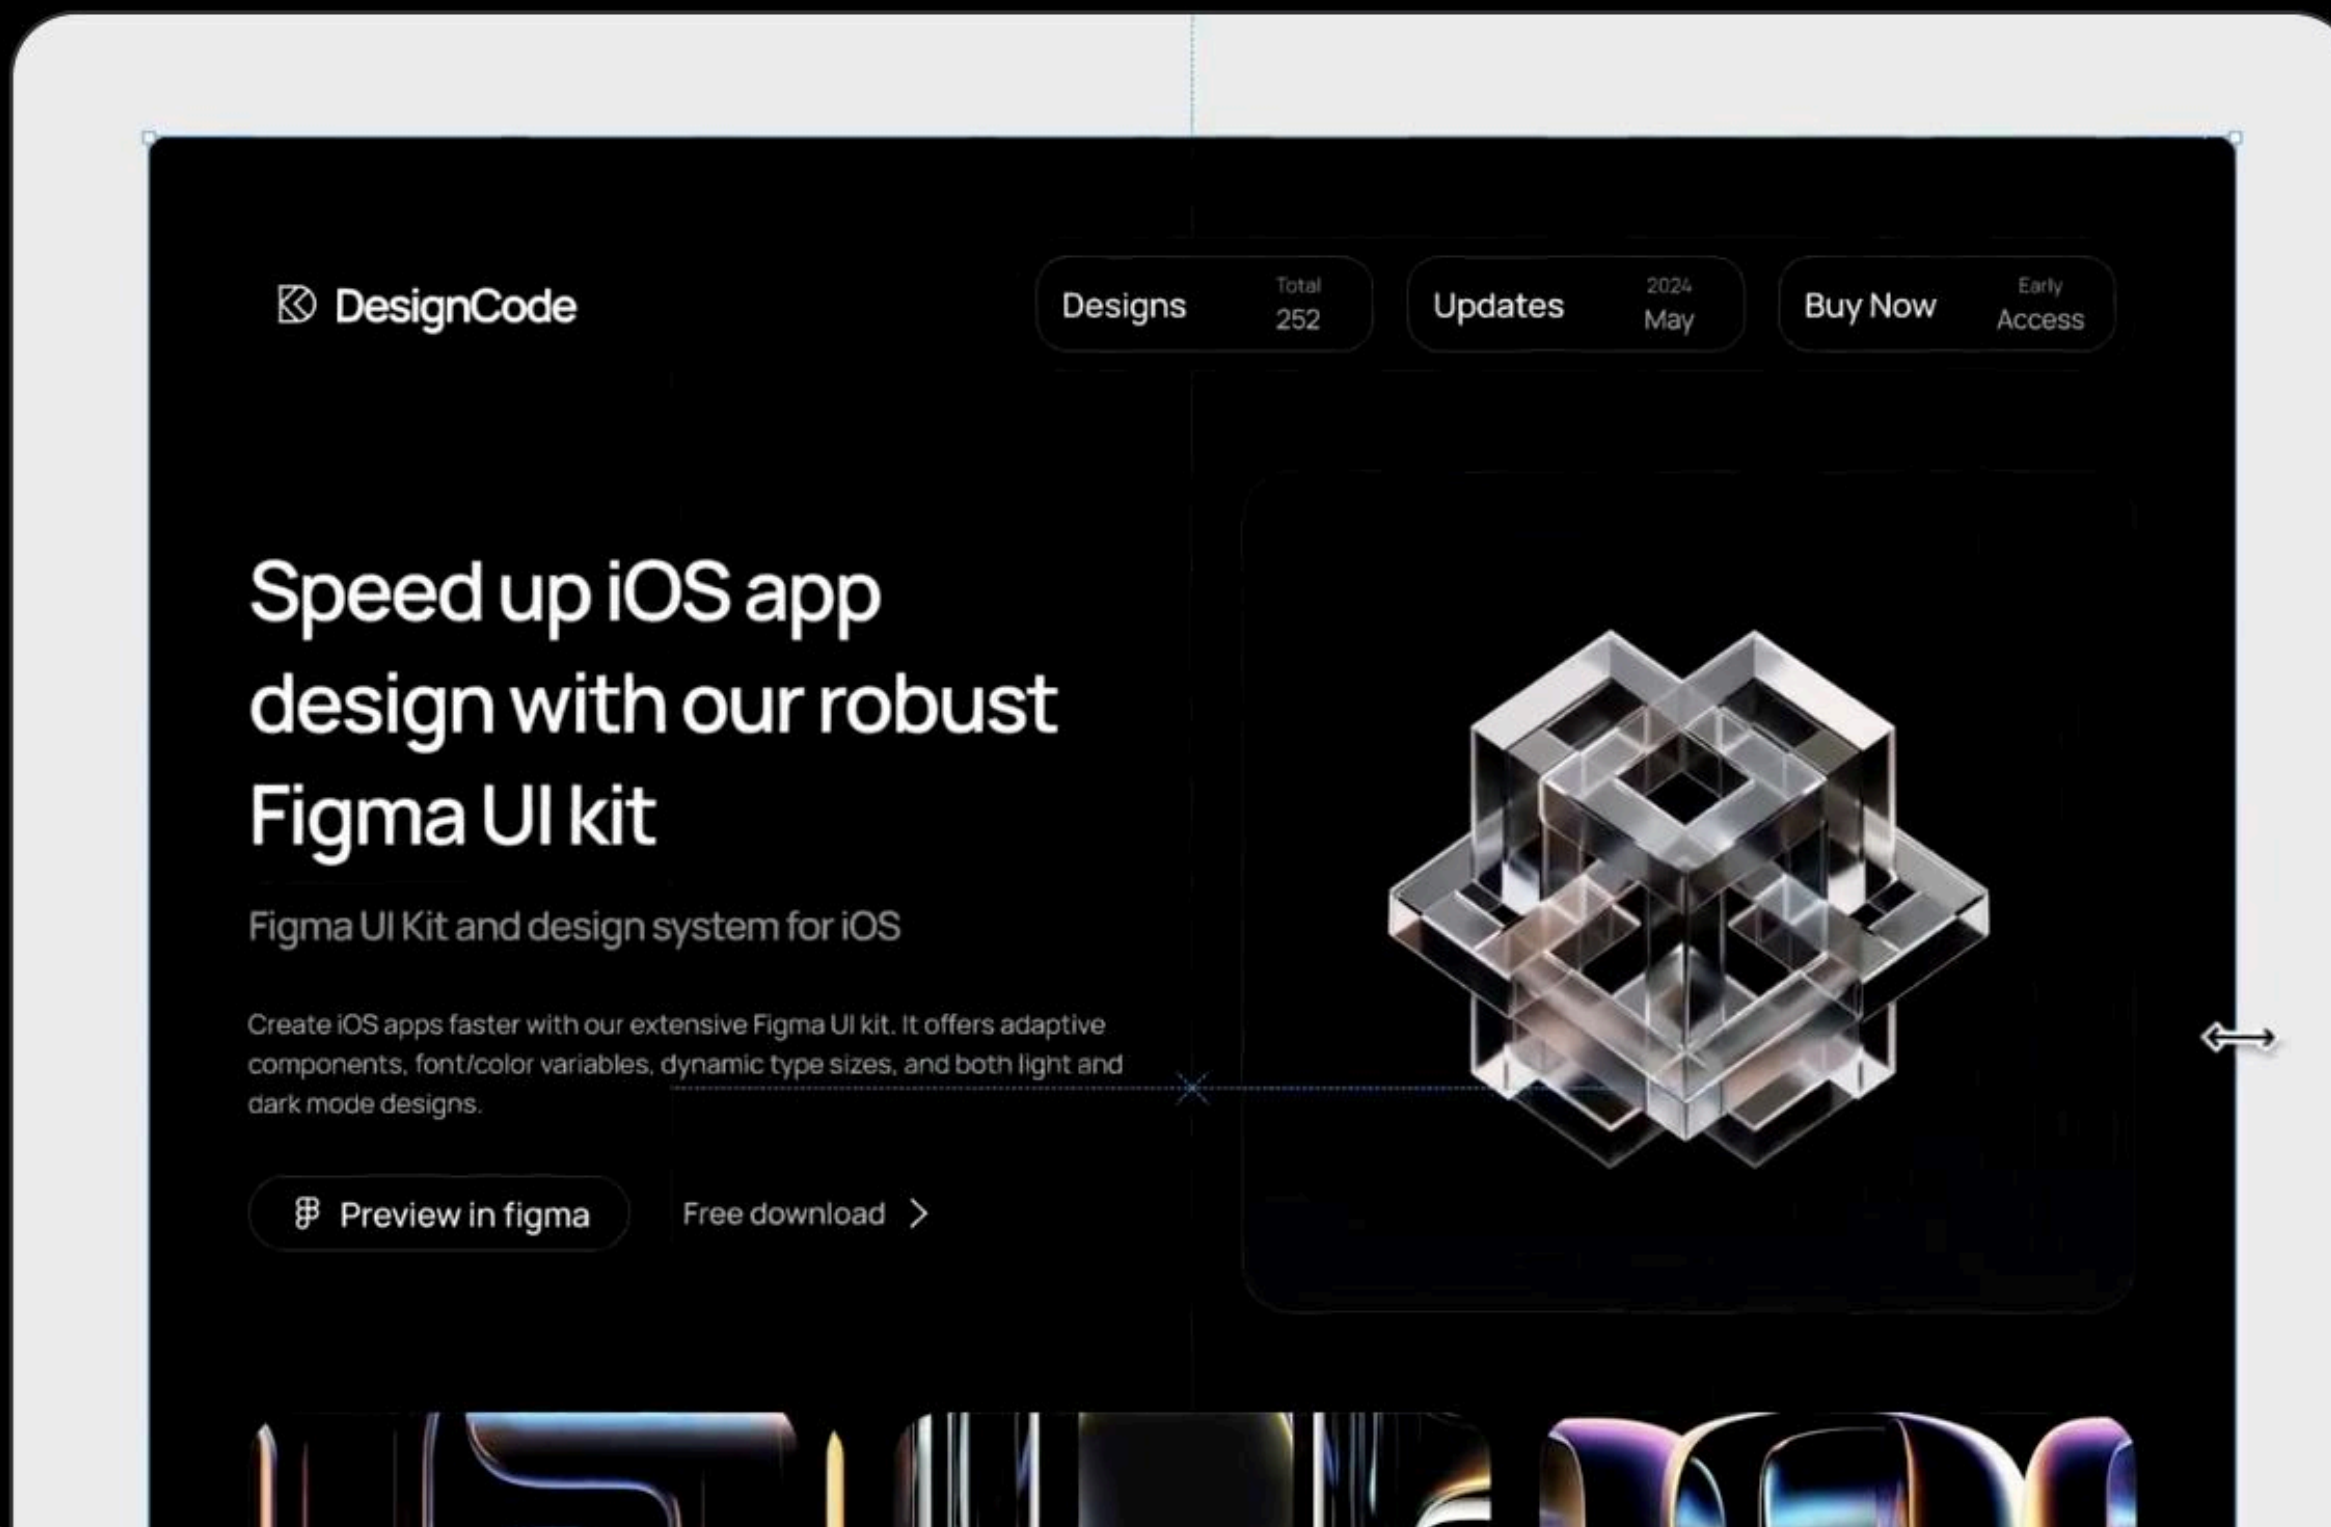 DesignCode
Designs
Total
252
Updates
2024
May
Buy Now
Early
Access
Speed up iOS app
design with our robust
Figma UI kit
Figma UI Kit and design system for iOS
Create iOS apps faster with our extensive Figma UI kit. It offers adaptive
components, font/color variables, dynamic type sizes, and both light and
dark mode designs.
Preview in figma
Free download